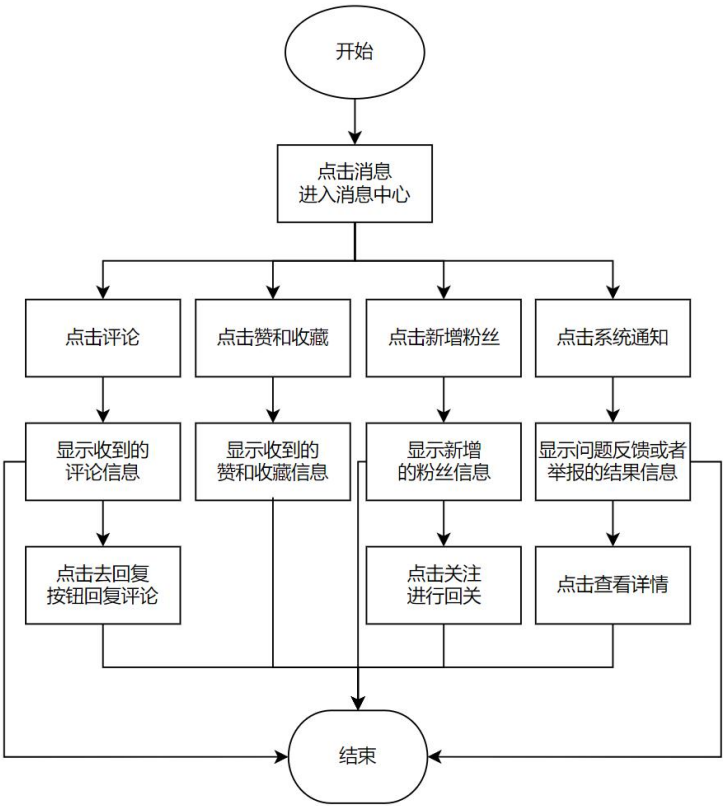 开始
点击消息
进入消息中心
点击评论
点击赞和收藏
点击新增粉丝
点击系统通知
显示收到的
评论信息
显示收到的
赞和收藏信息
显示新增
的粉丝信息
显示问题反馈或者
举报的结果信息
点击去回复
按钮回复评论
点击关注
进行回关
点击查看详情
结束